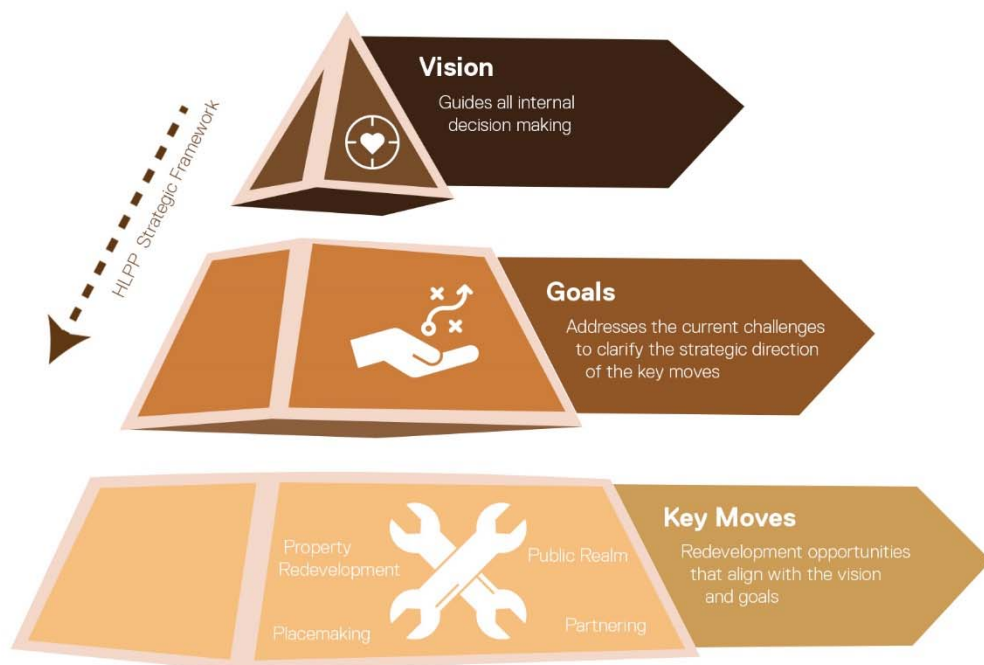 Vision
Guides all internal
decision making
HLPP Strategic Framework
Goals
Addresses the current challenges
to clarify the strategic direction
of the key moves
Key Moves
Redevelopment opportunities
that align with the vision
and goals
Property
Redevelopment
Public Realm
Placemaking
Partnering